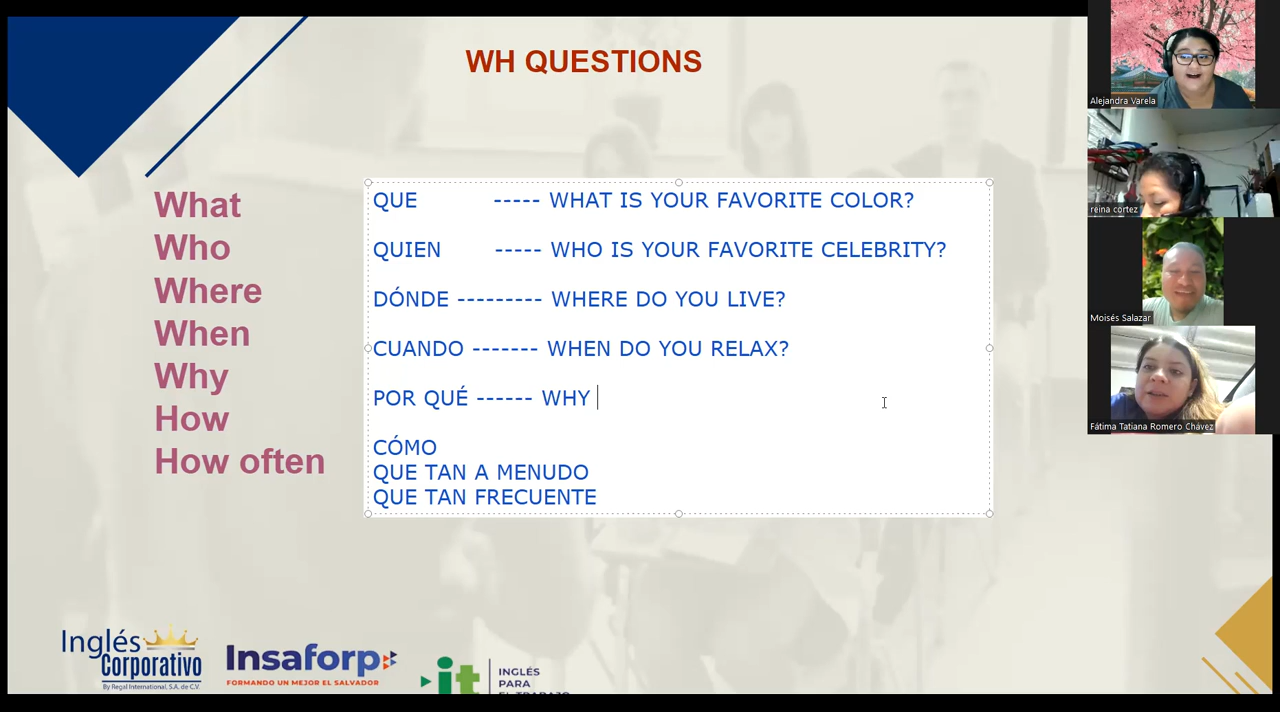 WH QUESTIONS
What
Who
Where
When
Why
How
How often
QUE ----- WHAT IS YOUR FAVORITE COLOR?
QUIEN ----- WHO IS YOUR FAVORITE CELEBRITY?
DÓNDE --------- WHERE DO YOU LIVE?
CUANDO ------- WHEN DO YOU RELAX?
POR QUÉ ------ WHY
CÓMO
QUE TAN A MENUDO
QUE TAN FRECUENTE
Alejandra Varela
reina cortez
Moisés Salazar
Fátima Tatiana Romero Chávez
Inglés
Corporativo
By Regal International, S.A. de C.V.
Insaforp
FORMANDO UN MEJOR EL SALVADOR
it
INGLÉS
PARA
EL TRABAJO